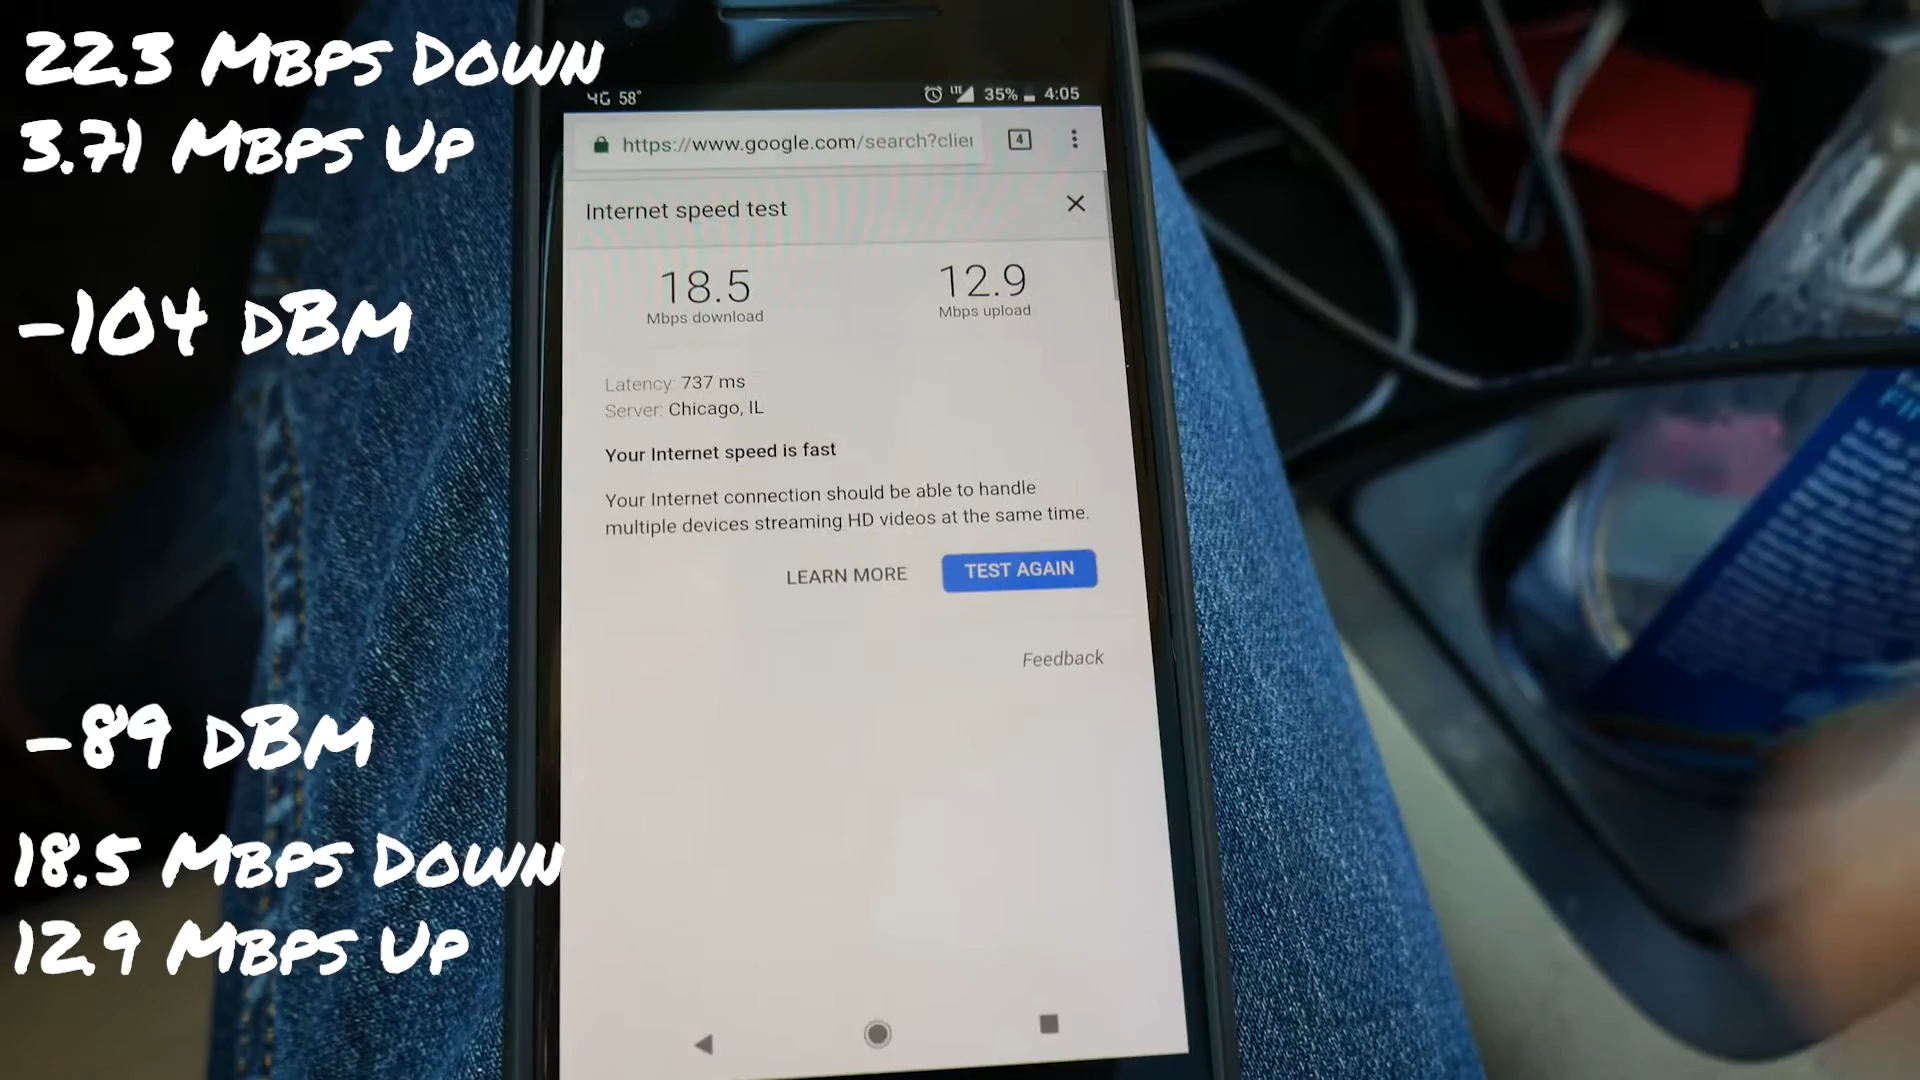 22.3 Mbps Down
3.71 Mbps Up
-104 dBm
-89 dBm
18.5 Mbps Down
12.9 Mbps Up
4G 58°
LTE 35% 4:05
https://www.google.com/search?clien
4
Internet speed test
18.5
Mbps download
12.9
Mbps upload
Latency: 737 ms
Server: Chicago, IL
Your Internet speed is fast
Your Internet connection should be able to handle
multiple devices streaming HD videos at the same time.
LEARN MORE
TEST AGAIN
Feedback